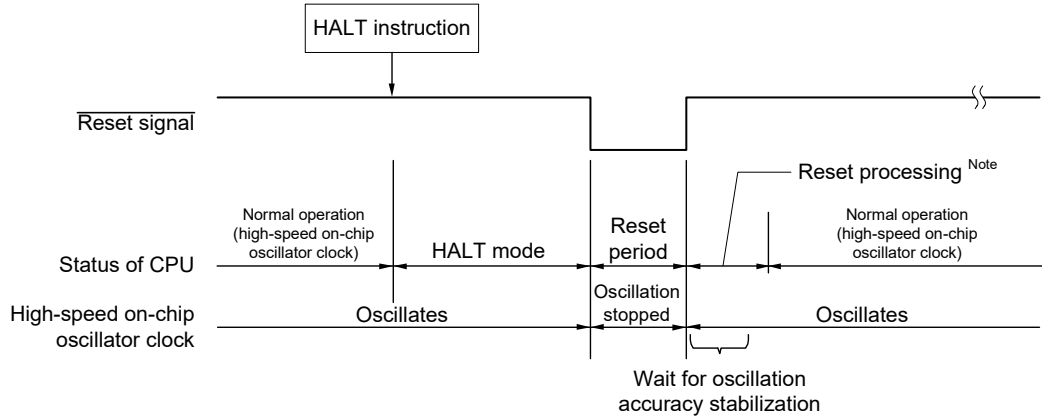 HALT instruction
Reset signal
Reset processing Note
Normal operation
(high-speed on-chip
oscillator clock)
HALT mode
Reset
period
Normal operation
(high-speed on-chip
oscillator clock)
Status of CPU
High-speed on-chip
oscillator clock
Oscillates
Oscillation
stopped
Oscillates
Wait for oscillation
accuracy stabilization